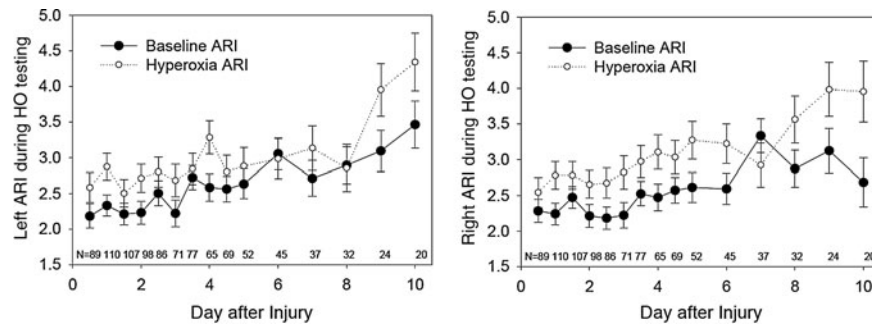 Left ARI during HO testing
5.0
4.5
4.0
3.5
3.0
2.5
2.0
1.5
Baseline ARI
Hyperoxia ARI
N=89 110 107 98 86 71 77 65 69 52 45 37 32 24 20
0 2 4 6 8 10
Day after Injury
Right ARI during HO testing
5.0
4.5
4.0
3.5
3.0
2.5
2.0
1.5
Baseline ARI
Hyperoxia ARI
N=89 110 107 98 86 71 77 65 69 52 45 37 32 24 20
0 2 4 6 8 10
Day after Injury